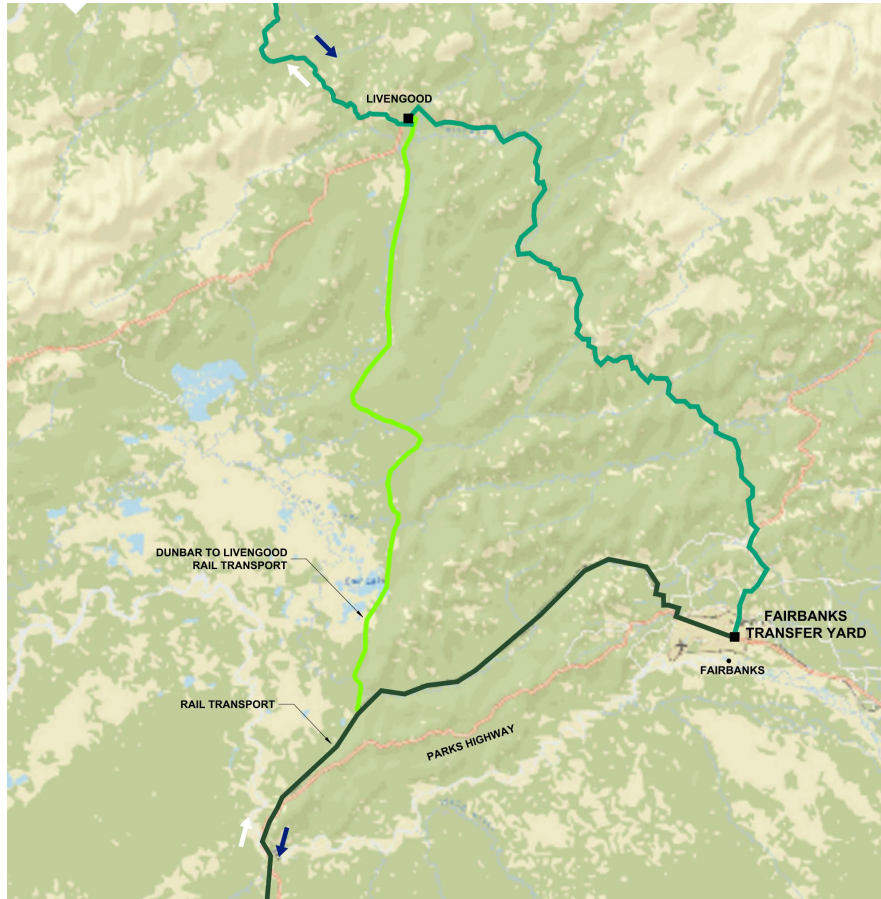 LIVENGOOD
DUNBAR TO LIVENGOOD
RAIL TRANSPORT
FAIRBANKS
TRANSFER YARD
FAIRBANKS
RAIL TRANSPORT
PARKS HIGHWAY